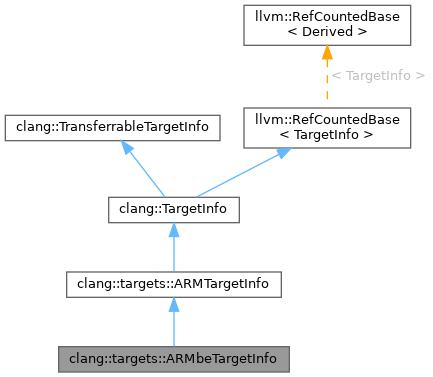 llvm::RefCountedBase
< Derived >
< TargetInfo >
clang::TransferrableTargetInfo
llvm::RefCountedBase
< TargetInfo >
clang::TargetInfo
clang::targets::ARMTargetInfo
clang::targets::ARMbeTargetInfo